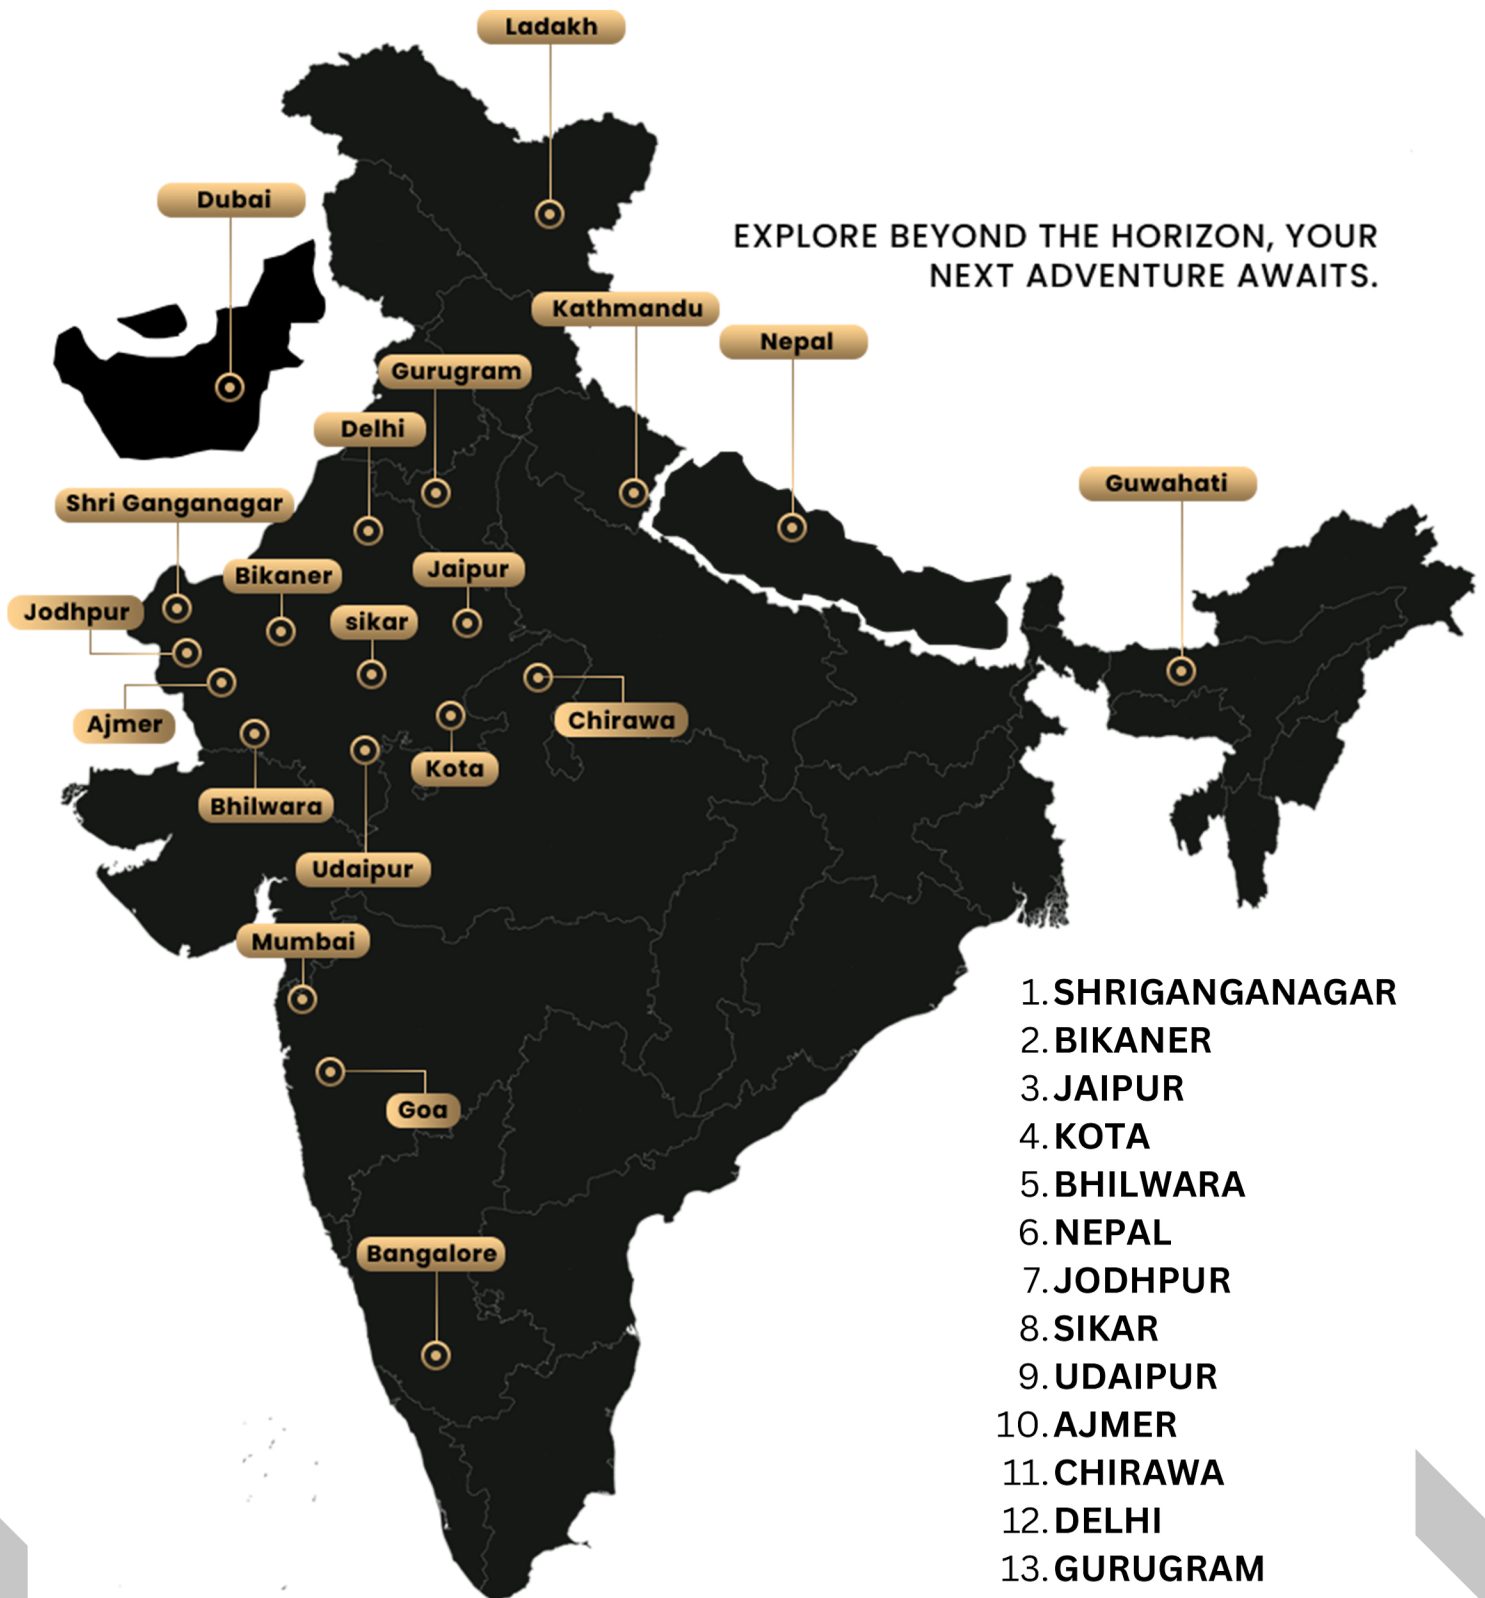 Ladakh
Dubai
EXPLORE BEYOND THE HORIZON, YOUR
NEXT ADVENTURE AWAITS.
Kathmandu
Nepal
Gurugram
Delhi
Guwahati
Shri Ganganagar
Bikaner
Jaipur
Jodhpur
sikar
Ajmer
Chirawa
Kota
Bhilwara
Udaipur
Mumbai
Goa
Bangalore
1. SHRIGANGANAGAR
2. BIKANER
3. JAIPUR
4. KOTA
5. BHILWARA
6. NEPAL
7. JODHPUR
8. SIKAR
9. UDAIPUR
10. AJMER
11. CHIRAWA
12. DELHI
13. GURUGRAM